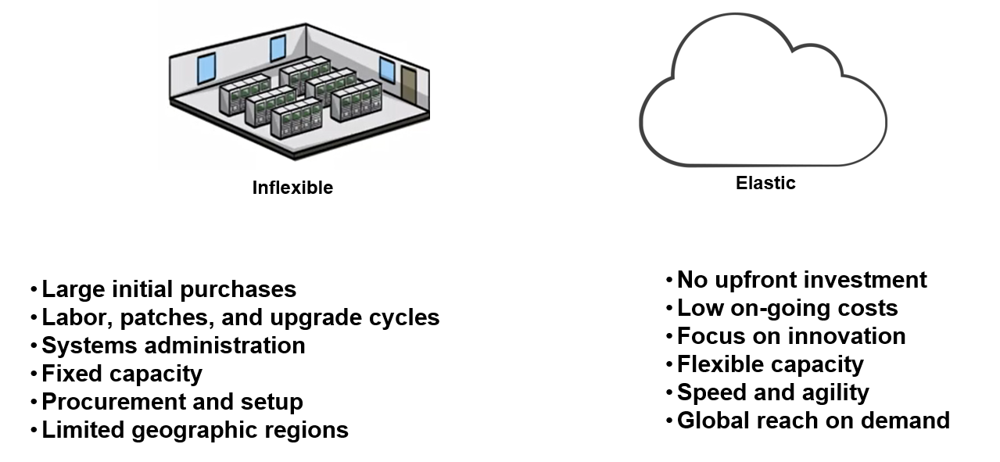 Inflexible
Elastic
• Large initial purchases
• Labor, patches, and upgrade cycles
• Systems administration
• Fixed capacity
• Procurement and setup
• Limited geographic regions
• No upfront investment
• Low on-going costs
• Focus on innovation
• Flexible capacity
• Speed and agility
• Global reach on demand